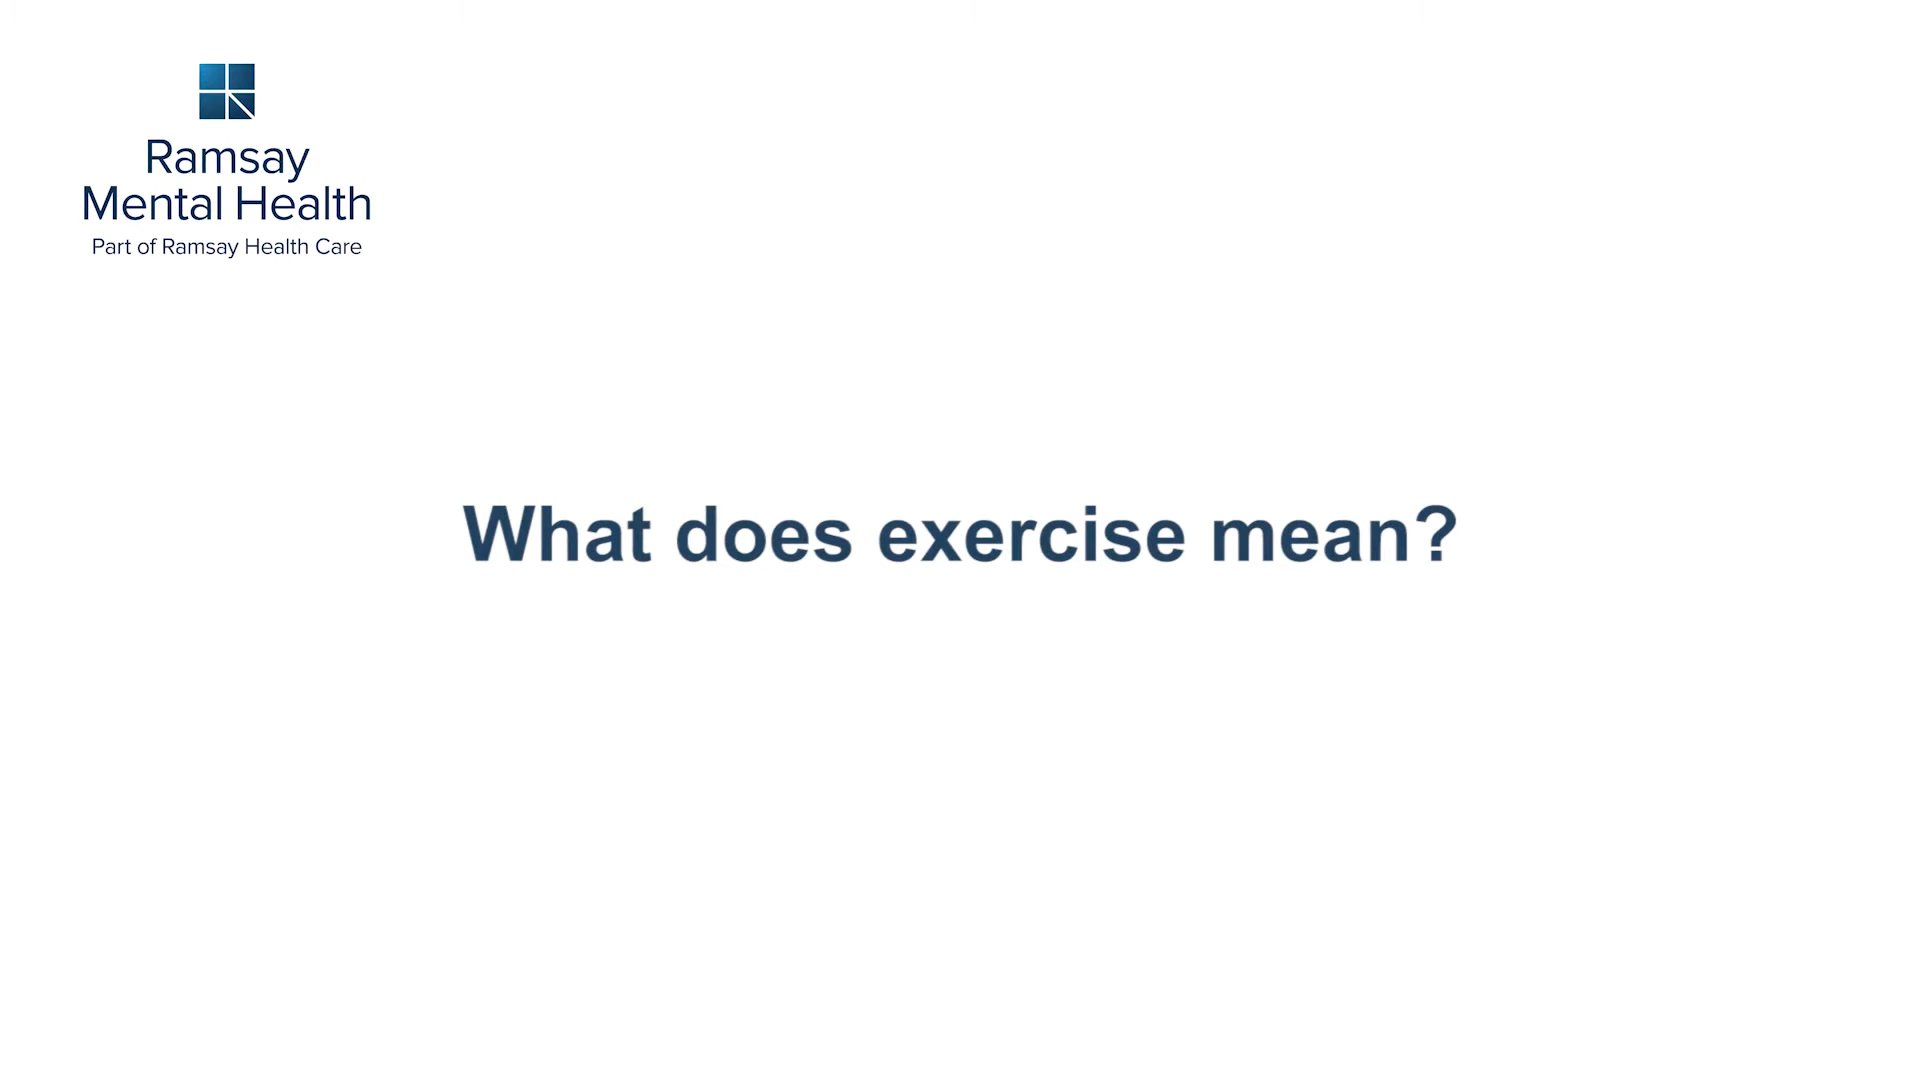 Ramsay
Mental Health
Part of Ramsay Health Care
What does exercise mean?